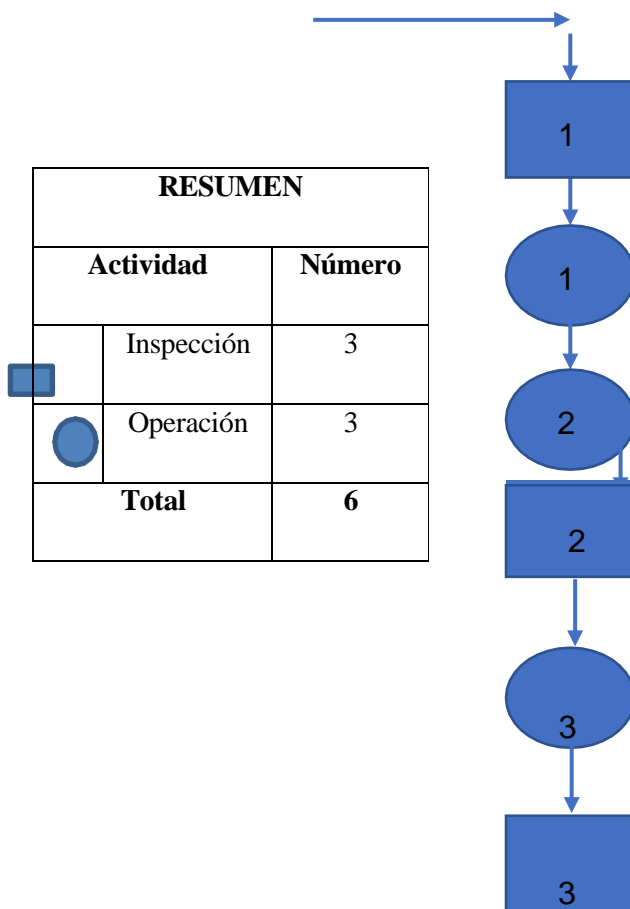 RESUMEN
Actividad Número
Inspección 3
Operación 3
Total 6
1
1
2
2
3
3